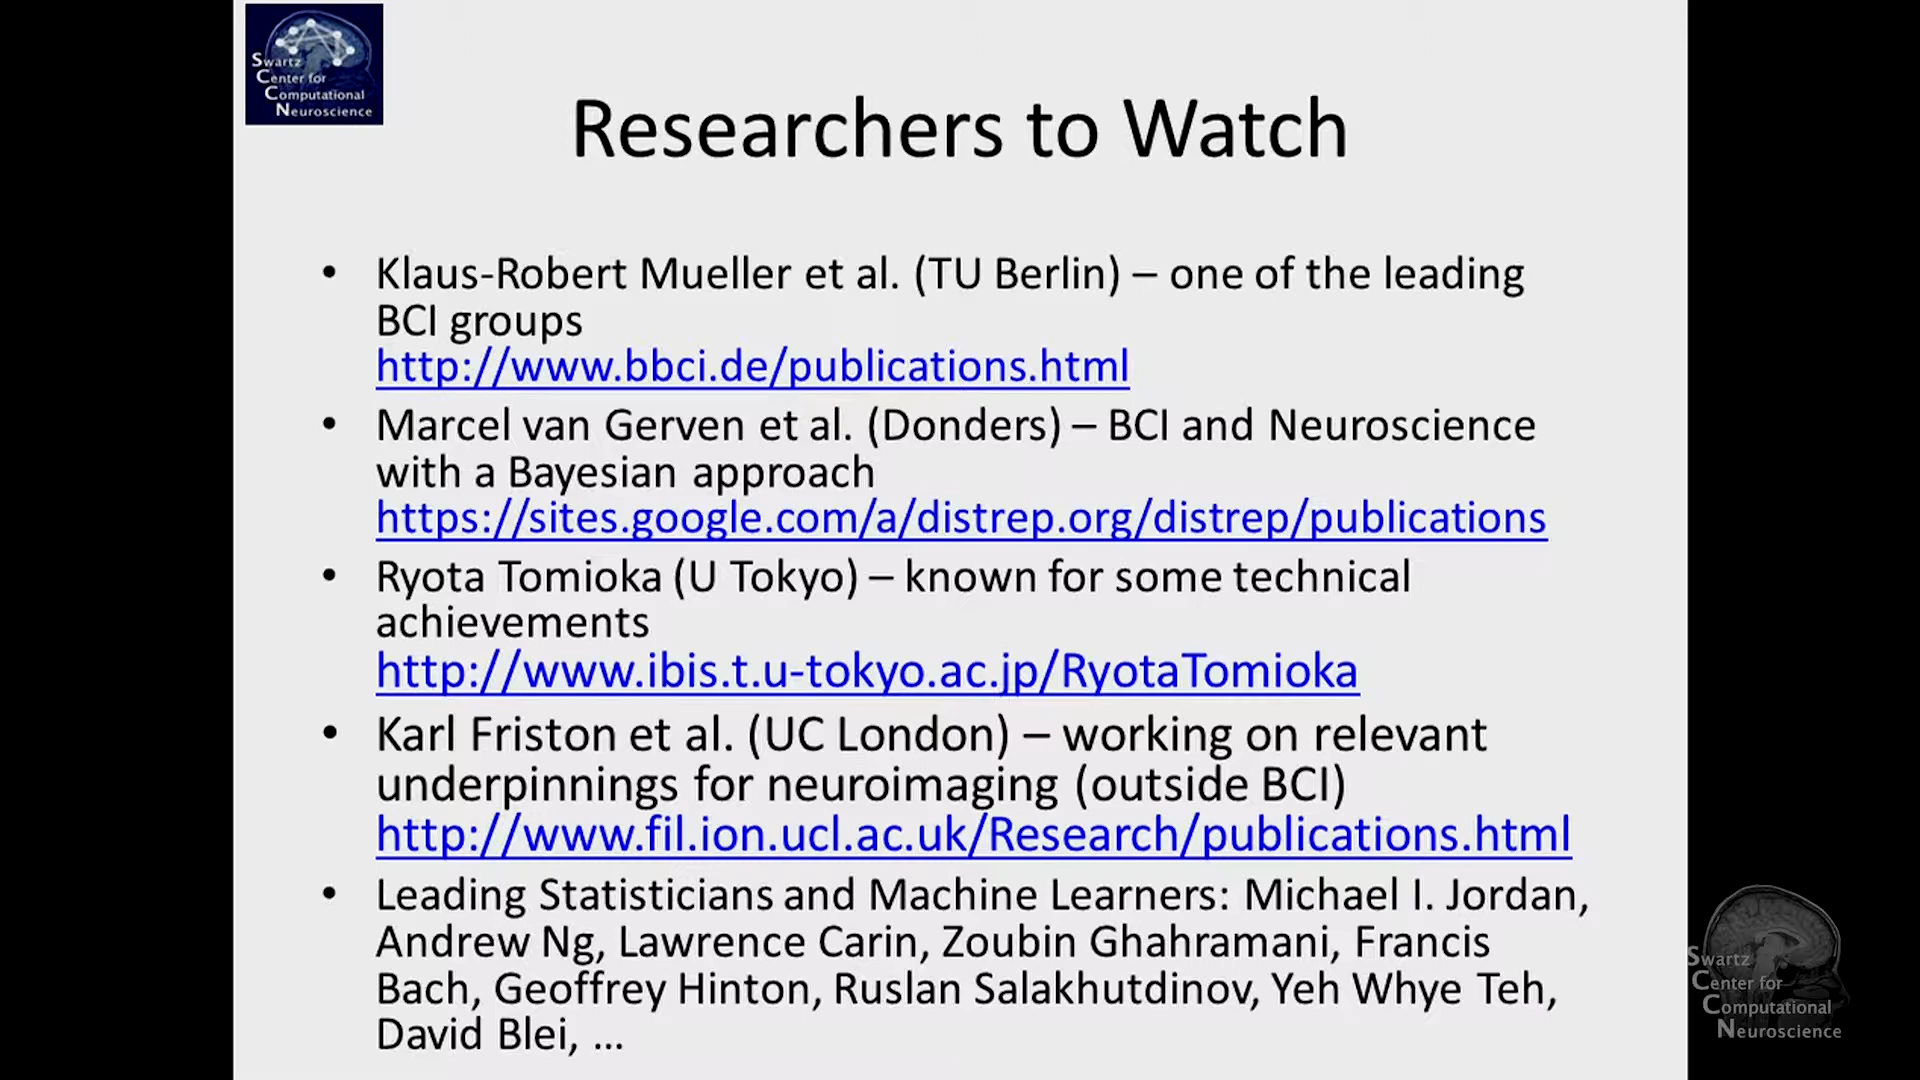 Swartz
Center for
Computational
Neuroscience
Researchers to Watch
• Klaus-Robert Mueller et al. (TU Berlin) – one of the leading
BCI groups
http://www.bbci.de/publications.html
• Marcel van Gerven et al. (Donders) – BCI and Neuroscience
with a Bayesian approach
https://sites.google.com/a/distrep.org/distrep/publications
• Ryota Tomioka (U Tokyo) – known for some technical
achievements
http://www.ibis.t.u-tokyo.ac.jp/RyotaTomioka
• Karl Friston et al. (UC London) – working on relevant
underpinnings for neuroimaging (outside BCI)
http://www.fil.ion.ucl.ac.uk/Research/publications.html
• Leading Statisticians and Machine Learners: Michael I. Jordan,
Andrew Ng, Lawrence Carin, Zoubin Ghahramani, Francis
Bach, Geoffrey Hinton, Ruslan Salakhutdinov, Yeh Whye Teh,
David Blei, ...
Swartz
Center for
Computational
Neuroscience